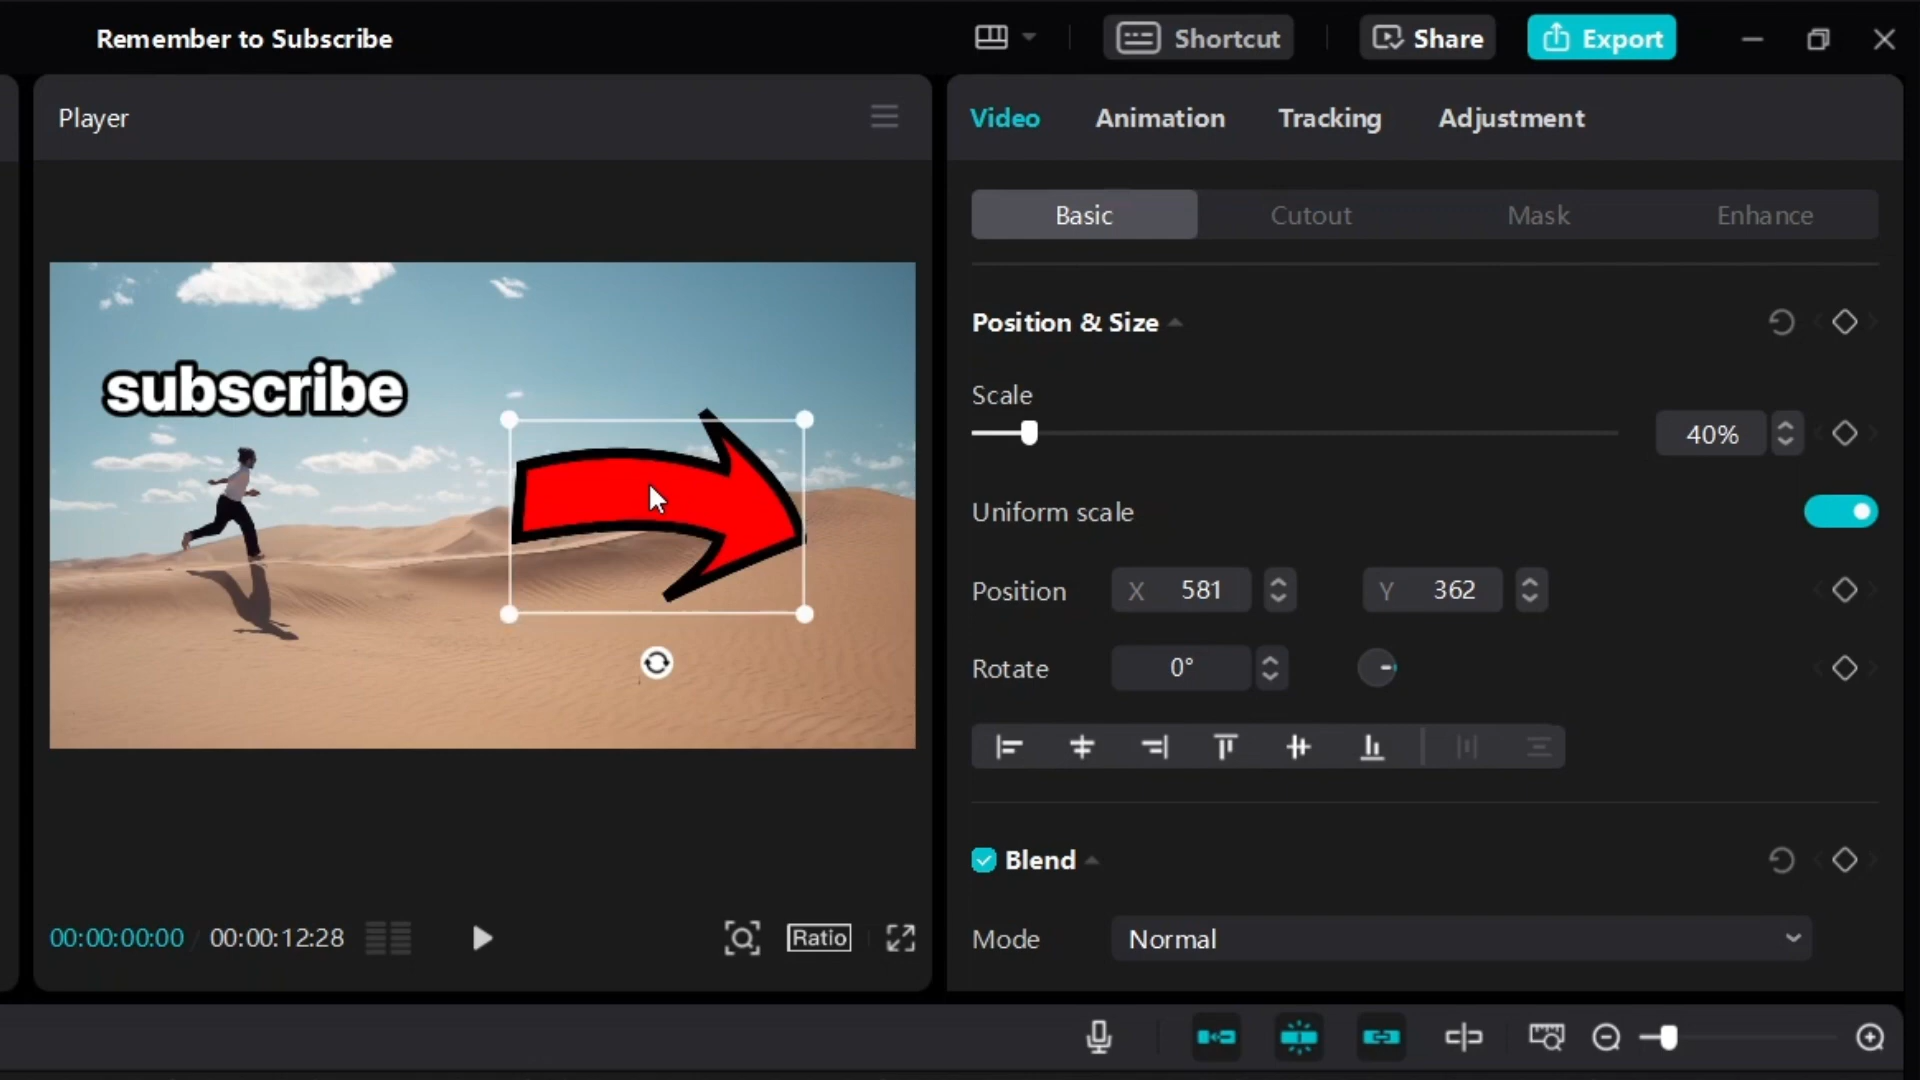 Remember to Subscribe
Shortcut
Share
Export
Player
Video
Animation
Tracking
Adjustment
Basic
Cutout
Mask
Enhance
Position & Size
subscribe
Scale
40%
Uniform scale
Position
X 581
Y 362
Rotate
0°
Blend
00:00:00:00 / 00:00:12:28
Ratio
Mode
Normal